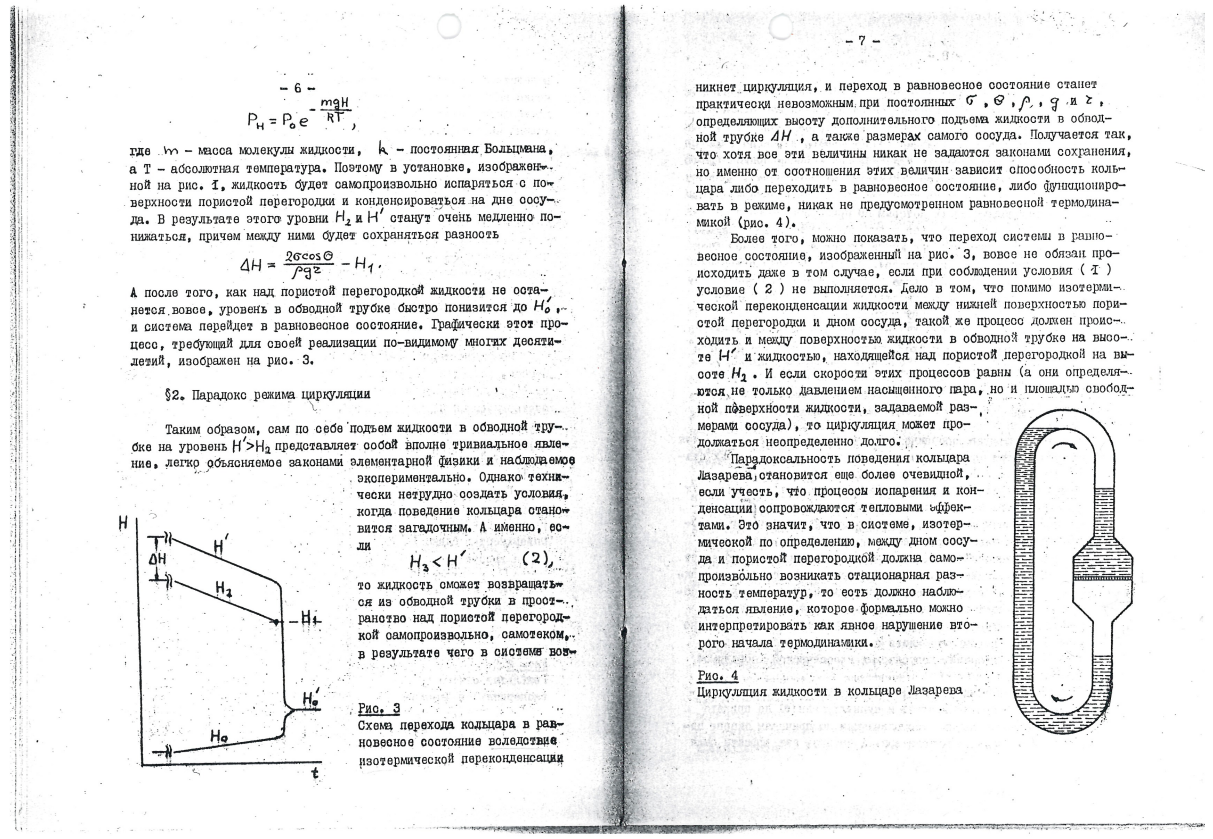 - 6 -
P_H = P_0 e^{- mgH / kT} ,
где m - масса молекулы жидкости, k - постоянная Больцмана,
а T - абсолютная температура. Поэтому в установке, изображен-
ной на рис. 1, жидкость будет самопроизвольно испаряться с по-
верхности пористой перегородки и конденсироваться на дне сосу-
да. В результате этого уровни H₂ и H′ станут очень медленно по-
нижаться, причем между ними будет сохраняться разность
ΔH = 2σcosΘ / ρgr - H₁.
А после того, как над пористой перегородкой жидкости не оста-
нется вовсе, уровень в обводной трубке быстро понизится до H₀′,
и система перейдет в равновесное состояние. Графически этот про-
цесс, требующий для своей реализации по-видимому многих десяти-
летий, изображен на рис. 3.
§2. Парадокс режима циркуляции
Таким образом, сам по себе подъем жидкости в обводной тру-
бке на уровень H′>H₂ представляет собой вполне тривиальное явле-
ние, легко объясняемое законами элементарной физики и наблюдаемое
экспериментально. Однако техни-
чески нетрудно создать условия,
когда поведение кольцара стано-
вится загадочным. А именно, ес-
ли
H₃ < H′ (2),
то жидкость сможет возвращать-
ся из обводной трубки в прост-
ранство над пористой перегород-
кой самопроизвольно, самотеком,
в результате чего в системе воз-
H
H′
ΔH
H₂
H₁
H₀′
H₀
t
Рис. 3
Схема перехода кольцара в рав-
новесное состояние вследствие
изотермической переконденсации
- 7 -
никнет циркуляция, и переход в равновесное состояние станет
практически невозможным при постоянных σ, Θ, ρ, g и r,
определяющих высоту дополнительного подъема жидкости в обвод-
ной трубке ΔH, а также размерах самого сосуда. Получается так,
что хотя все эти величины никак не задаются законами сохранения,
но именно от соотношения этих величин зависит способность коль-
цара либо переходить в равновесное состояние, либо функциониро-
вать в режиме, никак не предусмотренном равновесной термодина-
микой (рис. 4).
Более того, можно показать, что переход системы в равно-
весное состояние, изображенный на рис. 3, вовсе не обязан про-
исходить даже в том случае, если при соблюдении условия ( 1 )
условие ( 2 ) не выполняется. Дело в том, что помимо изотерми-
ческой переконденсации жидкости между нижней поверхностью пори-
стой перегородки и дном сосуда, такой же процесс должен проис-
ходить и между поверхностью жидкости в обводной трубке на высо-
те H′ и жидкостью, находящейся над пористой перегородкой на вы-
соте H₂. И если скорости этих процессов равны (а они определя-
ются не только давлением насыщенного пара, но и площадью свобод-
ной поверхности жидкости, задаваемой раз-
мерами сосуда), то циркуляция может про-
должаться неопределенно долго.
Парадоксальность поведения кольцара
Лазарева становится еще более очевидной,
если учесть, что процессы испарения и кон-
денсации сопровождаются тепловыми эффек-
тами. Это значит, что в системе, изотер-
мической по определению, между дном сосу-
да и пористой перегородкой должна само-
произвольно возникать стационарная раз-
ность температур, то есть должно наблю-
даться явление, которое формально можно
интерпретировать как явное нарушение вто-
рого начала термодинамики.
Рис. 4
Циркуляция жидкости в кольцаре Лазарева